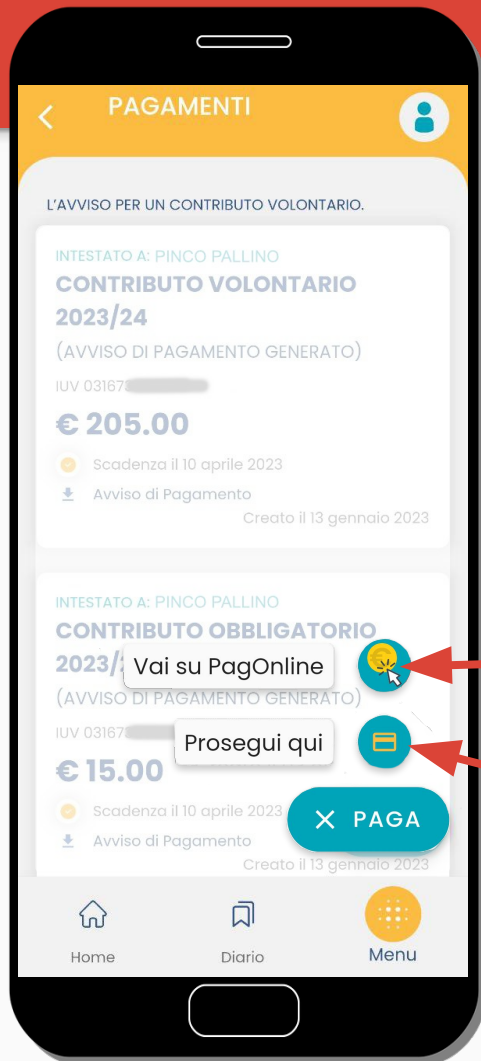 PAGAMENTI
L'AVVISO PER UN CONTRIBUTO VOLONTARIO.
INTESTATO A: PINCO PALLINO
CONTRIBUTO VOLONTARIO
2023/24
(AVVISO DI PAGAMENTO GENERATO)
IUV 03167
€ 205.00
Scadenza il 10 aprile 2023
Avviso di Pagamento
Creato il 13 gennaio 2023
INTESTATO A: PINCO PALLINO
CONTRIBUTO OBBLIGATORIO
2023/
Vai su PagOnline
(AVVISO DI PAGAMENTO GENERATO)
IUV 03167
Prosegui qui
€ 15.00
Scadenza il 10 aprile 2023
PAGA
Avviso di Pagamento
Creato il 13 gennaio 2023
Home Diario Menu